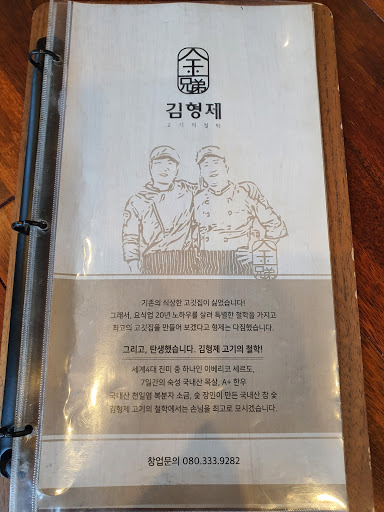 金
兄弟
김형제
고기의철학
金
兄弟
기존의 식상한 고깃집이 싫었습니다!
그래서, 요식업 20년 노하우를 살려 특별한 철학을 가지고
최고의 고깃집을 만들어 보겠다고 형제는 다짐했습니다.
그리고, 탄생했습니다. 김형제 고기의 철학!
세계4대 진미 중 하나인 이베리코 세르도,
7일간의 숙성 국내산 목살, A+ 한우
국내산 천일염 복분자 소금, 숯 장인이 만든 국내산 참 숯
김형제 고기의 철학에서는 손님을 최고로 모시겠습니다.
창업문의 080.333.9282